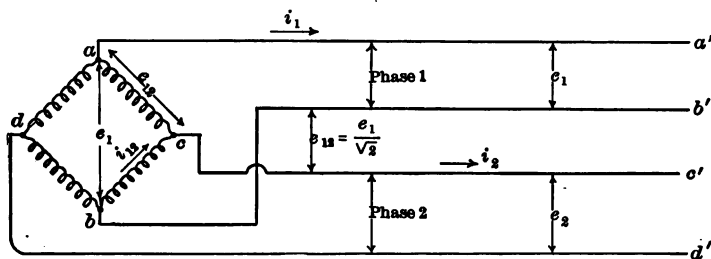 i₁
a
a'
e₁₂
Phase 1
e₁
b'
d
e₁
i₁₂
c
e₁₂ = e₁/√2
i₂
c'
b
Phase 2
e₂
d'